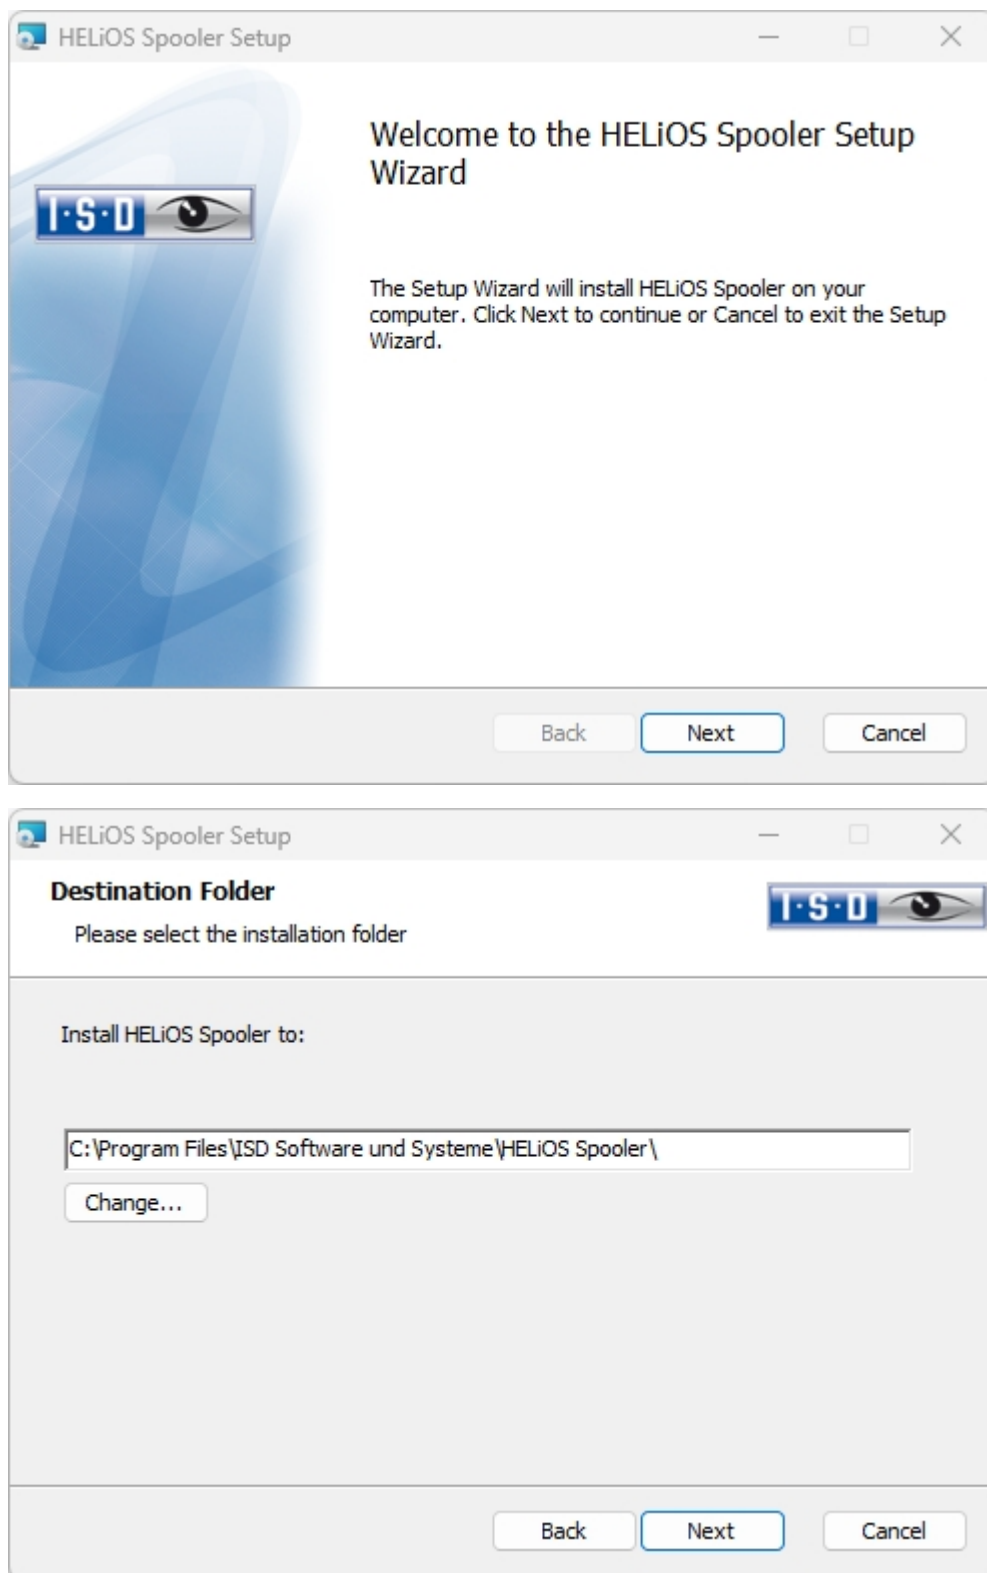 HELiOS Spooler Setup
Welcome to the HELiOS Spooler Setup
Wizard
I·S·D
The Setup Wizard will install HELiOS Spooler on your
computer. Click Next to continue or Cancel to exit the Setup
Wizard.
Back Next Cancel
HELiOS Spooler Setup
Destination Folder
I·S·D
Please select the installation folder
Install HELiOS Spooler to:
C:\Program Files\ISD Software und Systeme\HELiOS Spooler\
Change...
Back Next Cancel